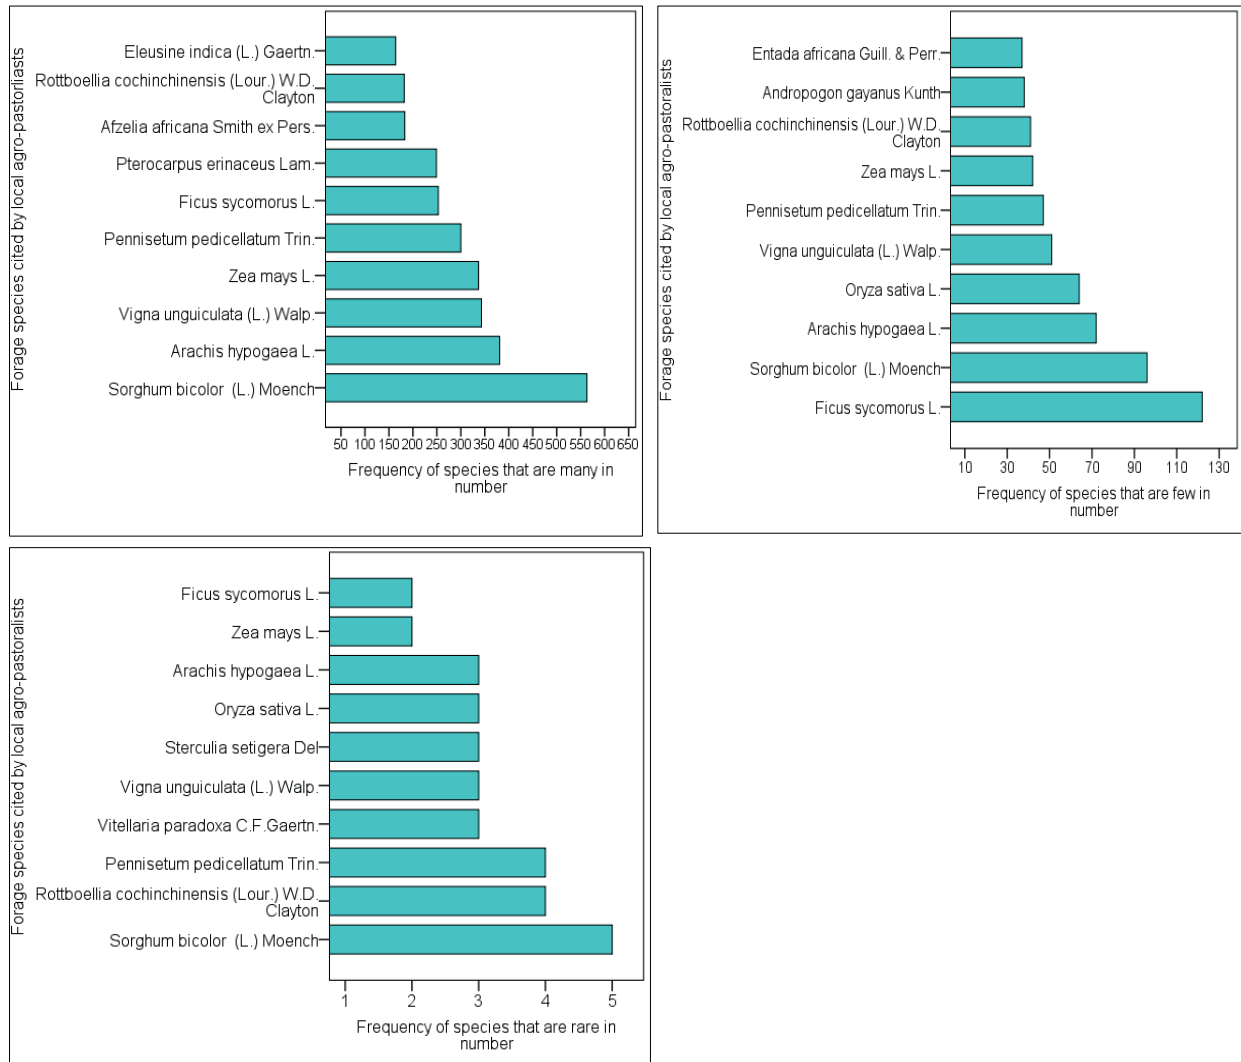 Forage species cited by local agro-pastorliasts
Eleusine indica (L.) Gaertn.
Rottboellia cochinchinensis (Lour.) W.D.
Clayton
Afzelia africana Smith ex Pers.
Pterocarpus erinaceus Lam.
Ficus sycomorus L.
Pennisetum pedicellatum Trin.
Zea mays L.
Vigna unguiculata (L.) Walp.
Arachis hypogaea L.
Sorghum bicolor (L.) Moench
50 100 150 200 250 300 350 400 450 500 550 600 650
Frequency of species that are many in
number
Forage species cited by local agro-pastoralists
Entada africana Guill. & Perr.
Andropogon gayanus Kunth
Rottboellia cochinchinensis (Lour.) W.D.
Clayton
Zea mays L.
Pennisetum pedicellatum Trin.
Vigna unguiculata (L.) Walp.
Oryza sativa L.
Arachis hypogaea L.
Sorghum bicolor (L.) Moench
Ficus sycomorus L.
10 30 50 70 90 110 130
Frequency of species that are few in
number
Forage species cited by local agro-pastoralists
Ficus sycomorus L.
Zea mays L.
Arachis hypogaea L.
Oryza sativa L.
Sterculia setigera Del
Vigna unguiculata (L.) Walp.
Vitellaria paradoxa C.F.Gaertn.
Pennisetum pedicellatum Trin.
Rottboellia cochinchinensis (Lour.) W.D.
Clayton
Sorghum bicolor (L.) Moench
1 2 3 4 5
Frequency of species that are rare in
number